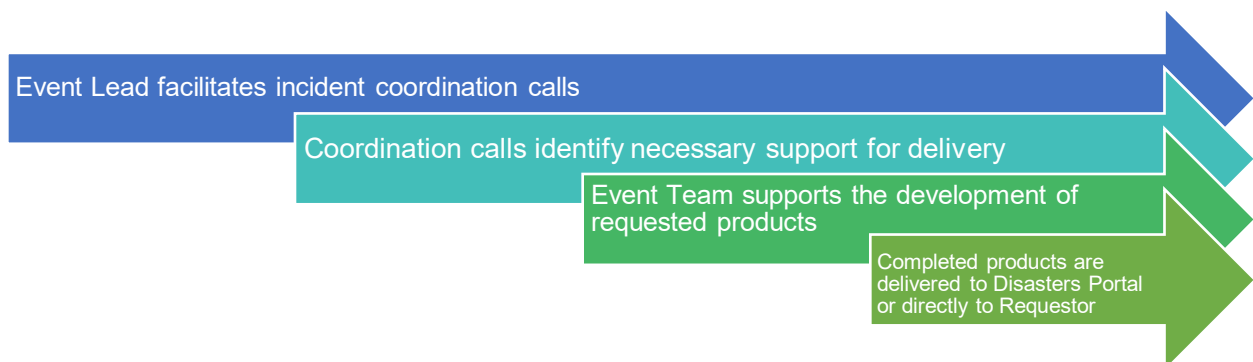 Event Lead facilitates incident coordination calls
Coordination calls identify necessary support for delivery
Event Team supports the development of
requested products
Completed products are
delivered to Disasters Portal
or directly to Requestor